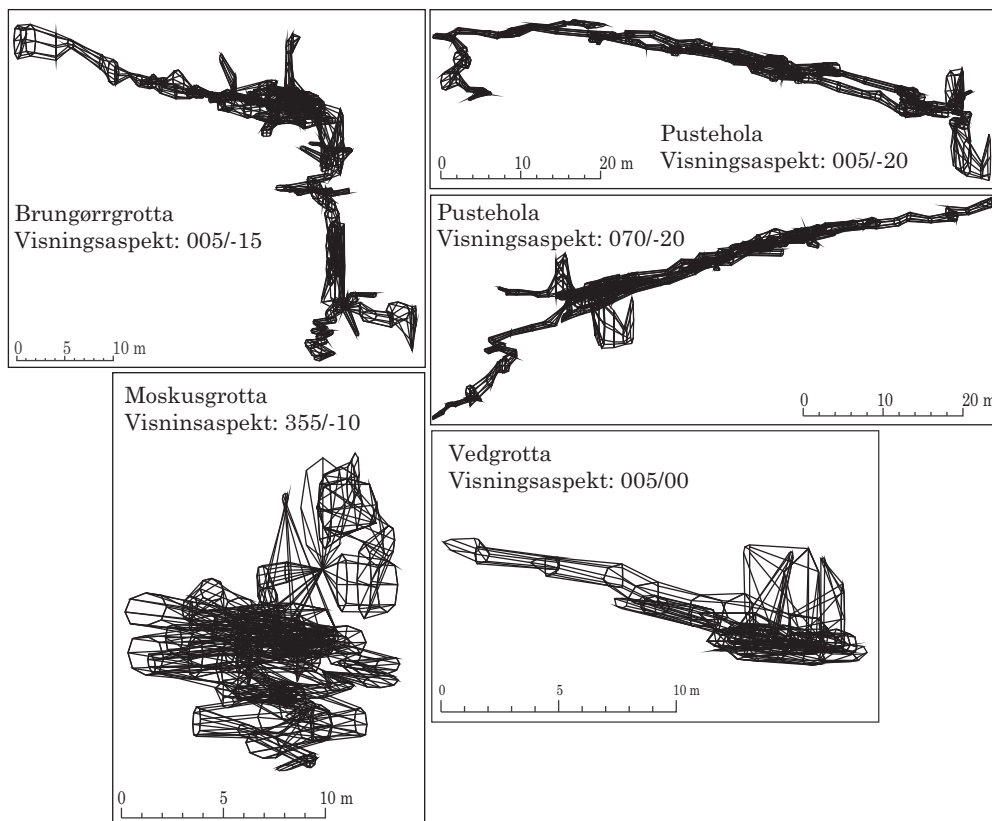 Brungørrgrotta
Visningsaspekt: 005/-15
0 5 10 m
Pustehola
Visningsaspekt: 005/-20
0 10 20 m
Pustehola
Visningsaspekt: 070/-20
0 10 20 m
Moskusgrotta
Visninsaspekt: 355/-10
0 5 10 m
Vedgrotta
Visningsaspekt: 005/00
0 5 10 m